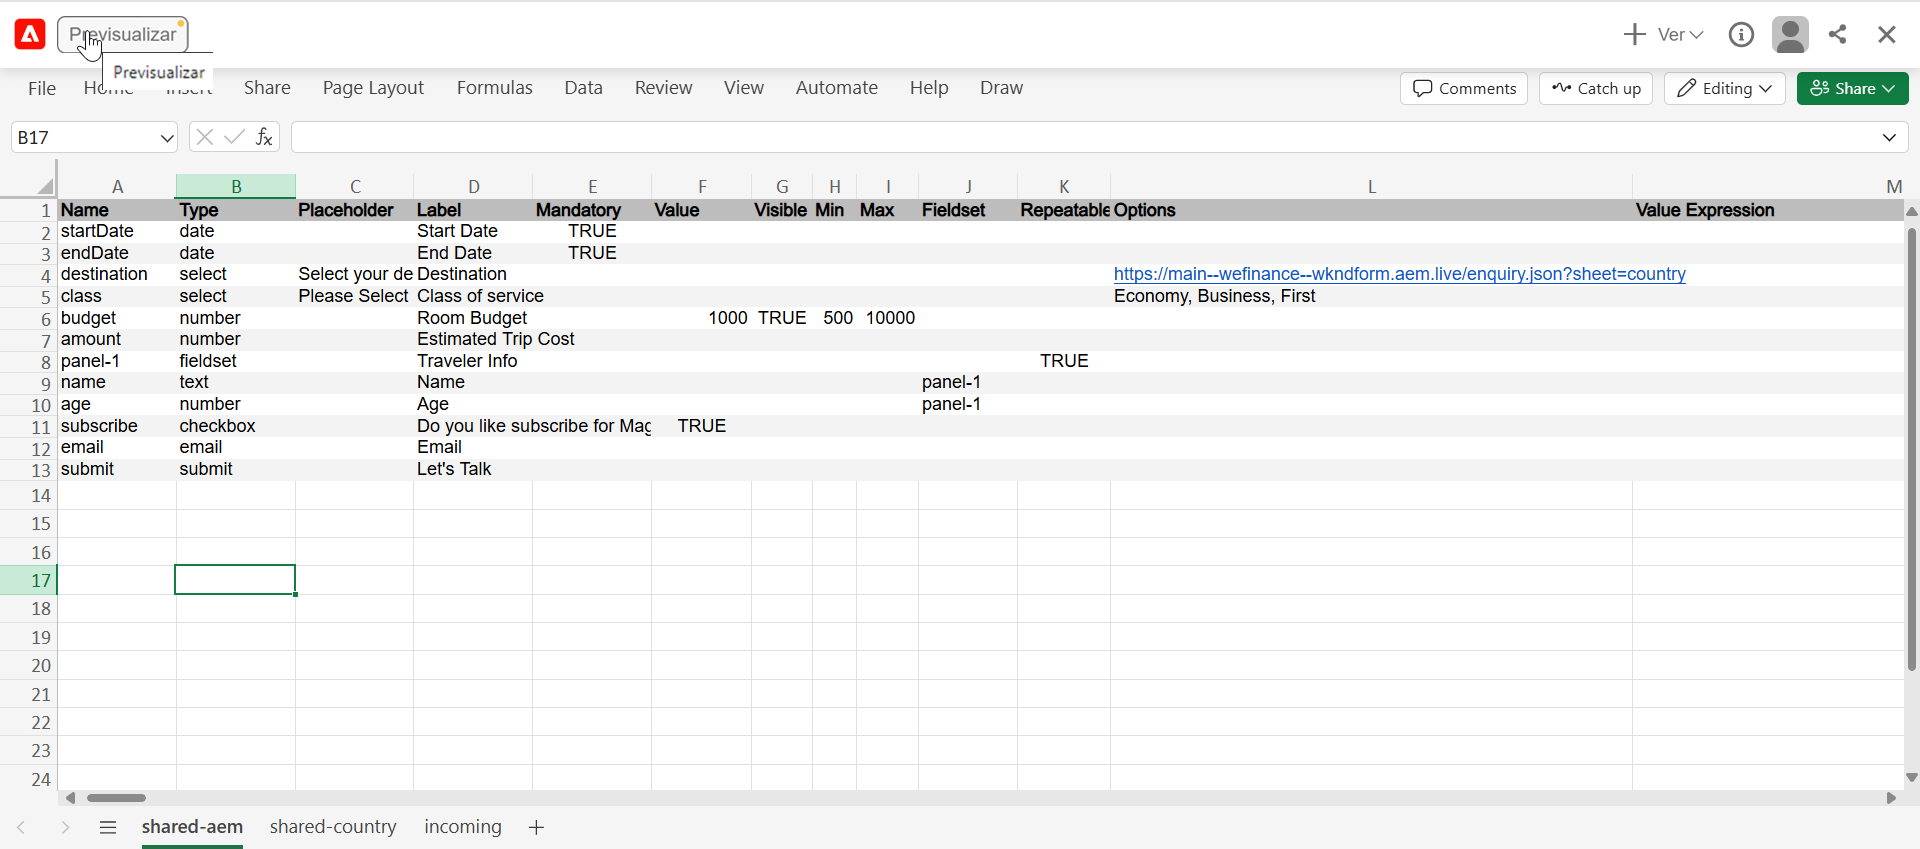 Previsualizar
Ver
Previsualizar
File Home Insert Share Page Layout Formulas Data Review View Automate Help Draw
Comments Catch up Editing Share
B17 fx
A B C D E F G H I J K L M
1 Name Type Placeholder Label Mandatory Value Visible Min Max Fieldset Repeatable Options Value Expression
2 startDate date Start Date TRUE
3 endDate date End Date TRUE
4 destination select Select your de Destination https://main--wefinance--wkndform.aem.live/enquiry.json?sheet=country
5 class select Please Select Class of service Economy, Business, First
6 budget number Room Budget 1000 TRUE 500 10000
7 amount number Estimated Trip Cost
8 panel-1 fieldset Traveler Info TRUE
9 name text Name panel-1
10 age number Age panel-1
11 subscribe checkbox Do you like subscribe for Mag TRUE
12 email email Email
13 submit submit Let's Talk
14
15
16
17
18
19
20
21
22
23
24
shared-aem shared-country incoming